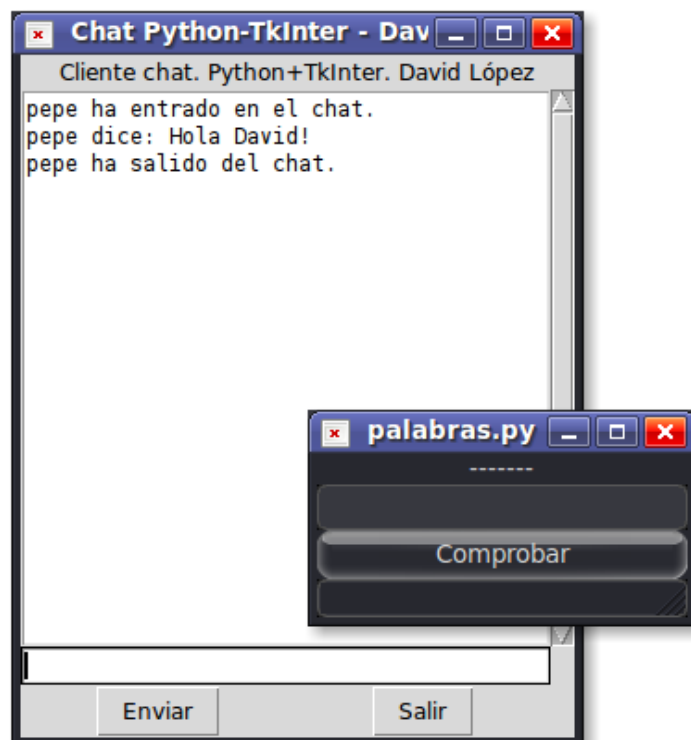 Chat Python-TkInter - Dav
Cliente chat. Python+TkInter. David López
pepe ha entrado en el chat.
pepe dice: Hola David!
pepe ha salido del chat.
palabras.py
-------
Comprobar
Enviar
Salir